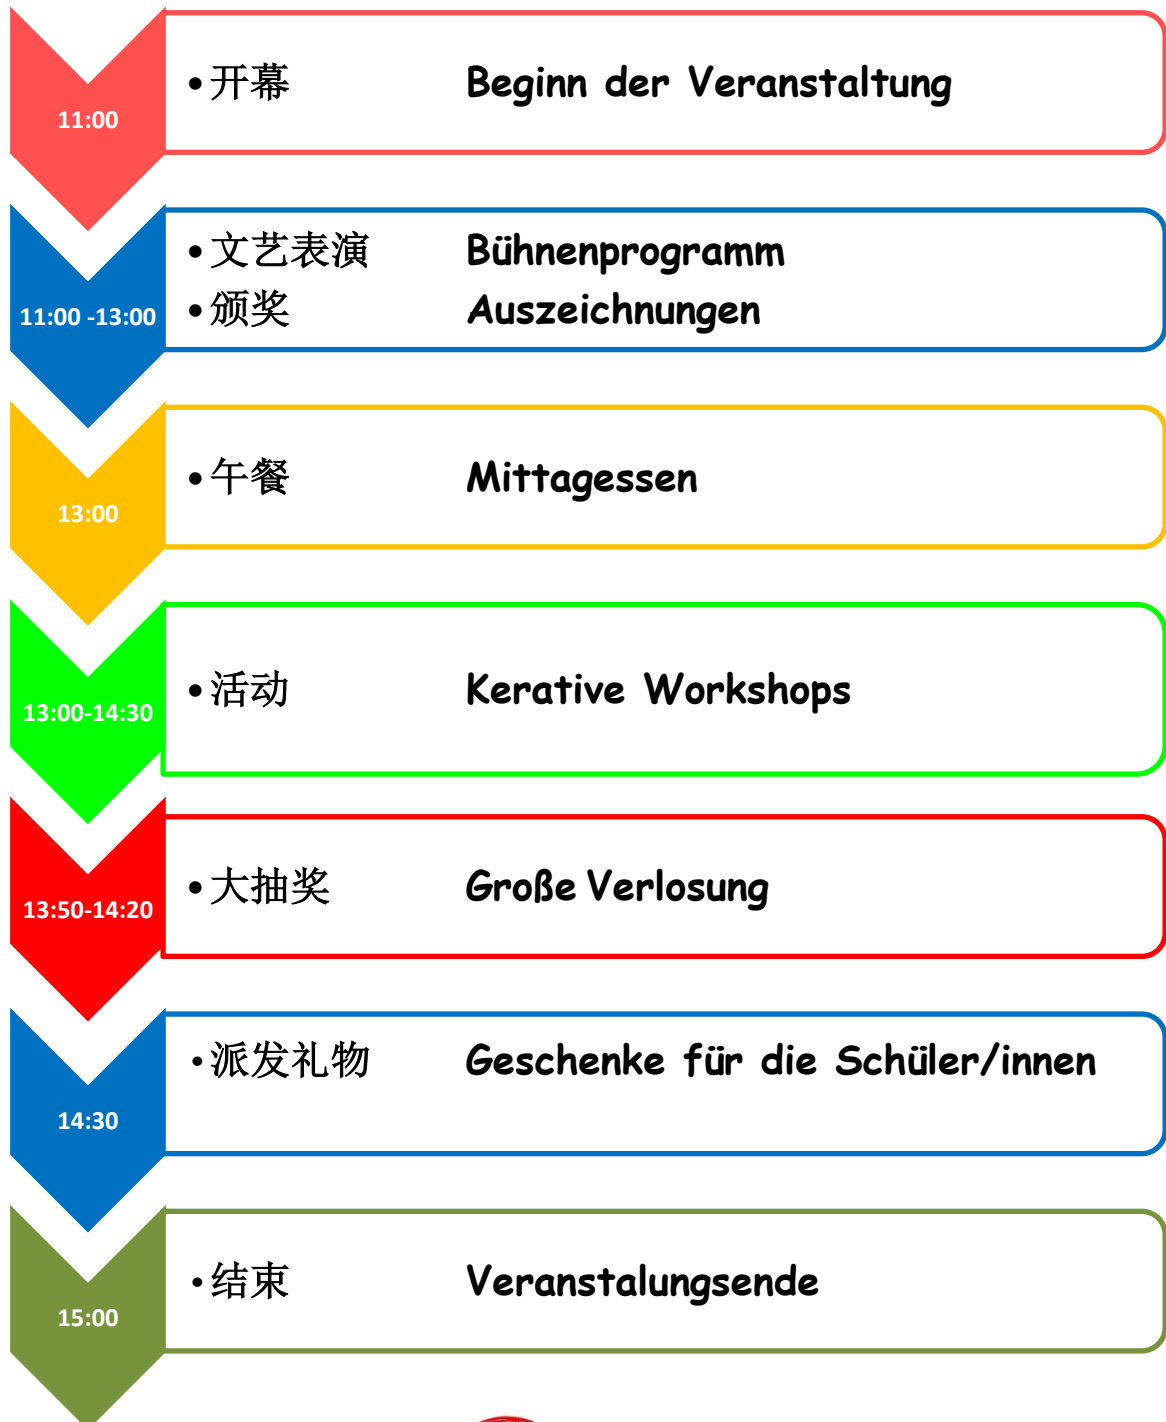 11:00
•开幕 Beginn der Veranstaltung
11:00 -13:00
•文艺表演 Bühnenprogramm
•颁奖 Auszeichnungen
13:00
•午餐 Mittagessen
13:00-14:30
•活动 Kerative Workshops
13:50-14:20
•大抽奖 Große Verlosung
14:30
•派发礼物 Geschenke für die Schüler/innen
15:00
•结束 Veranstalungsende